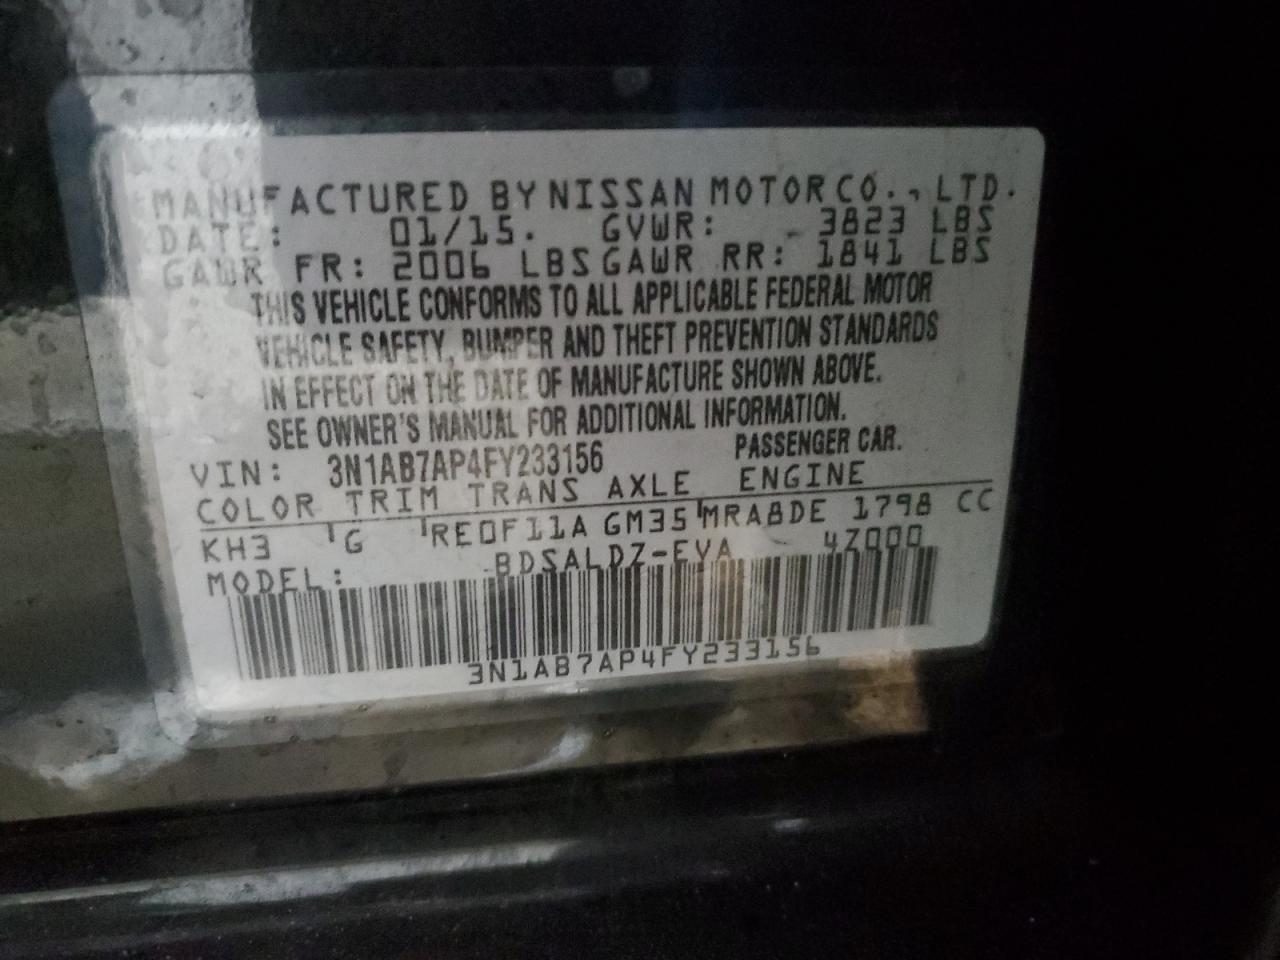 MANUFACTURED BY NISSAN MOTOR CO., LTD.
DATE: 01/15. GVWR: 3823 LBS
GAWR FR: 2006 LBS GAWR RR: 1841 LBS
THIS VEHICLE CONFORMS TO ALL APPLICABLE FEDERAL MOTOR
VEHICLE SAFETY, BUMPER AND THEFT PREVENTION STANDARDS
IN EFFECT ON THE DATE OF MANUFACTURE SHOWN ABOVE.
SEE OWNER'S MANUAL FOR ADDITIONAL INFORMATION.
VIN: 3N1AB7AP4FY233156 PASSENGER CAR.
COLOR TRIM TRANS AXLE ENGINE
KH3 G RE0F11A GM35 MRA8DE 1798 CC
MODEL: BDSALDZ-EVA 4Z000
3N1AB7AP4FY233156